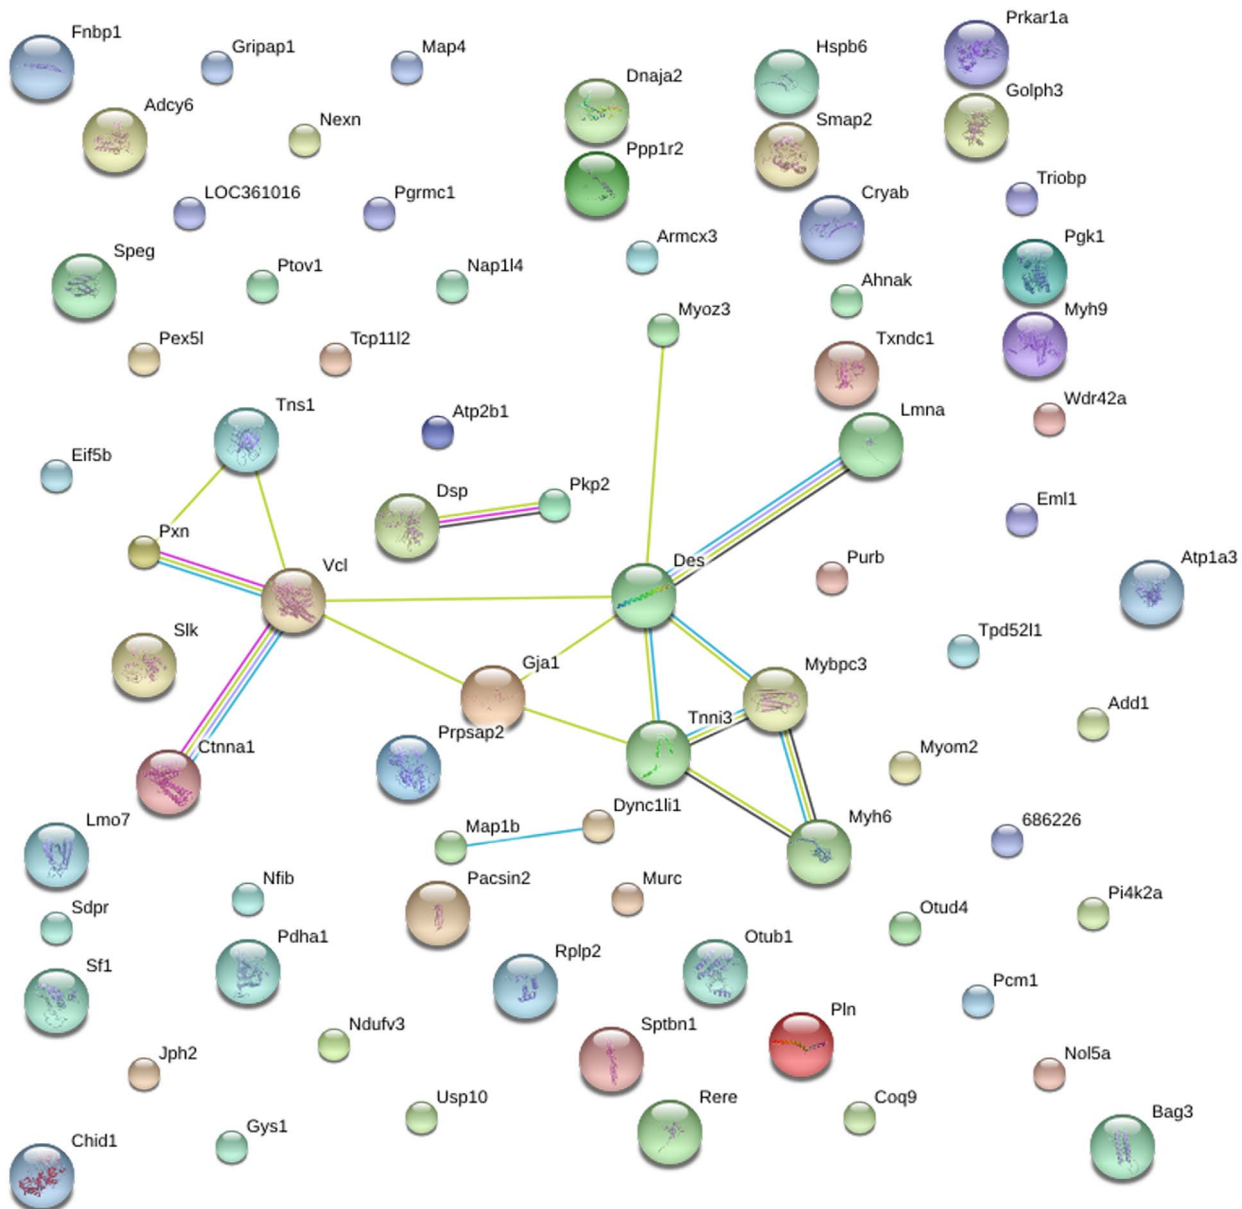 Fnbp1
Gripap1
Map4
Hspb6
Prkar1a
Dnaja2
Adcy6
Nexn
Smap2
Golph3
Ppp1r2
LOC361016
Pgrmc1
Cryab
Triobp
Speg
Ptov1
Nap1l4
Armcx3
Pgk1
Ahnak
Myoz3
Myh9
Pex5l
Tcp11l2
Txndc1
Wdr42a
Tns1
Atp2b1
Lmna
Eif5b
Dsp
Pkp2
Eml1
Pxn
Vcl
Des
Purb
Atp1a3
Slk
Gja1
Mybpc3
Tpd52l1
Ctnna1
Prpsap2
Tnni3
Myom2
Add1
Lmo7
Map1b
Dync1li1
Myh6
686226
Nfib
Pacsin2
Murc
Otud4
Pi4k2a
Sdpr
Pdha1
Rplp2
Otub1
Sf1
Pcm1
Ndufv3
Sptbn1
Pln
Jph2
Nol5a
Usp10
Rere
Coq9
Chid1
Gys1
Bag3